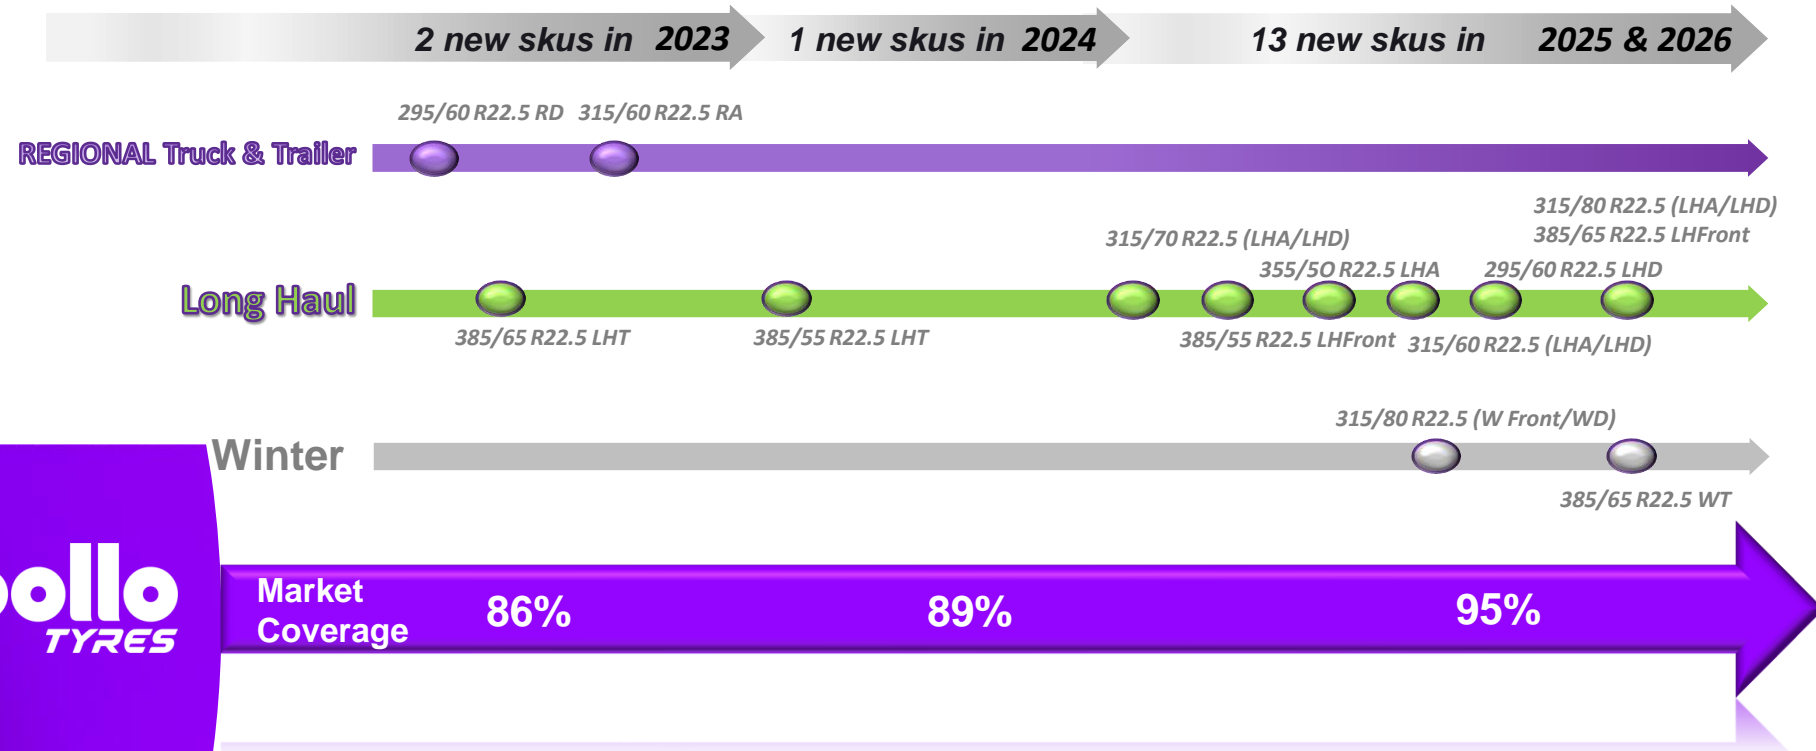 2 new skus in 2023
1 new skus in 2024
13 new skus in 2025 & 2026
295/60 R22.5 RD
315/60 R22.5 RA
REGIONAL Truck & Trailer
315/80 R22.5 (LHA/LHD)
385/65 R22.5 LHFront
315/70 R22.5 (LHA/LHD)
355/5O R22.5 LHA
295/60 R22.5 LHD
Long Haul
385/65 R22.5 LHT
385/55 R22.5 LHT
385/55 R22.5 LHFront
315/60 R22.5 (LHA/LHD)
315/80 R22.5 (W Front/WD)
Winter
385/65 R22.5 WT
ollo
TYRES
Market
Coverage
86%
89%
95%